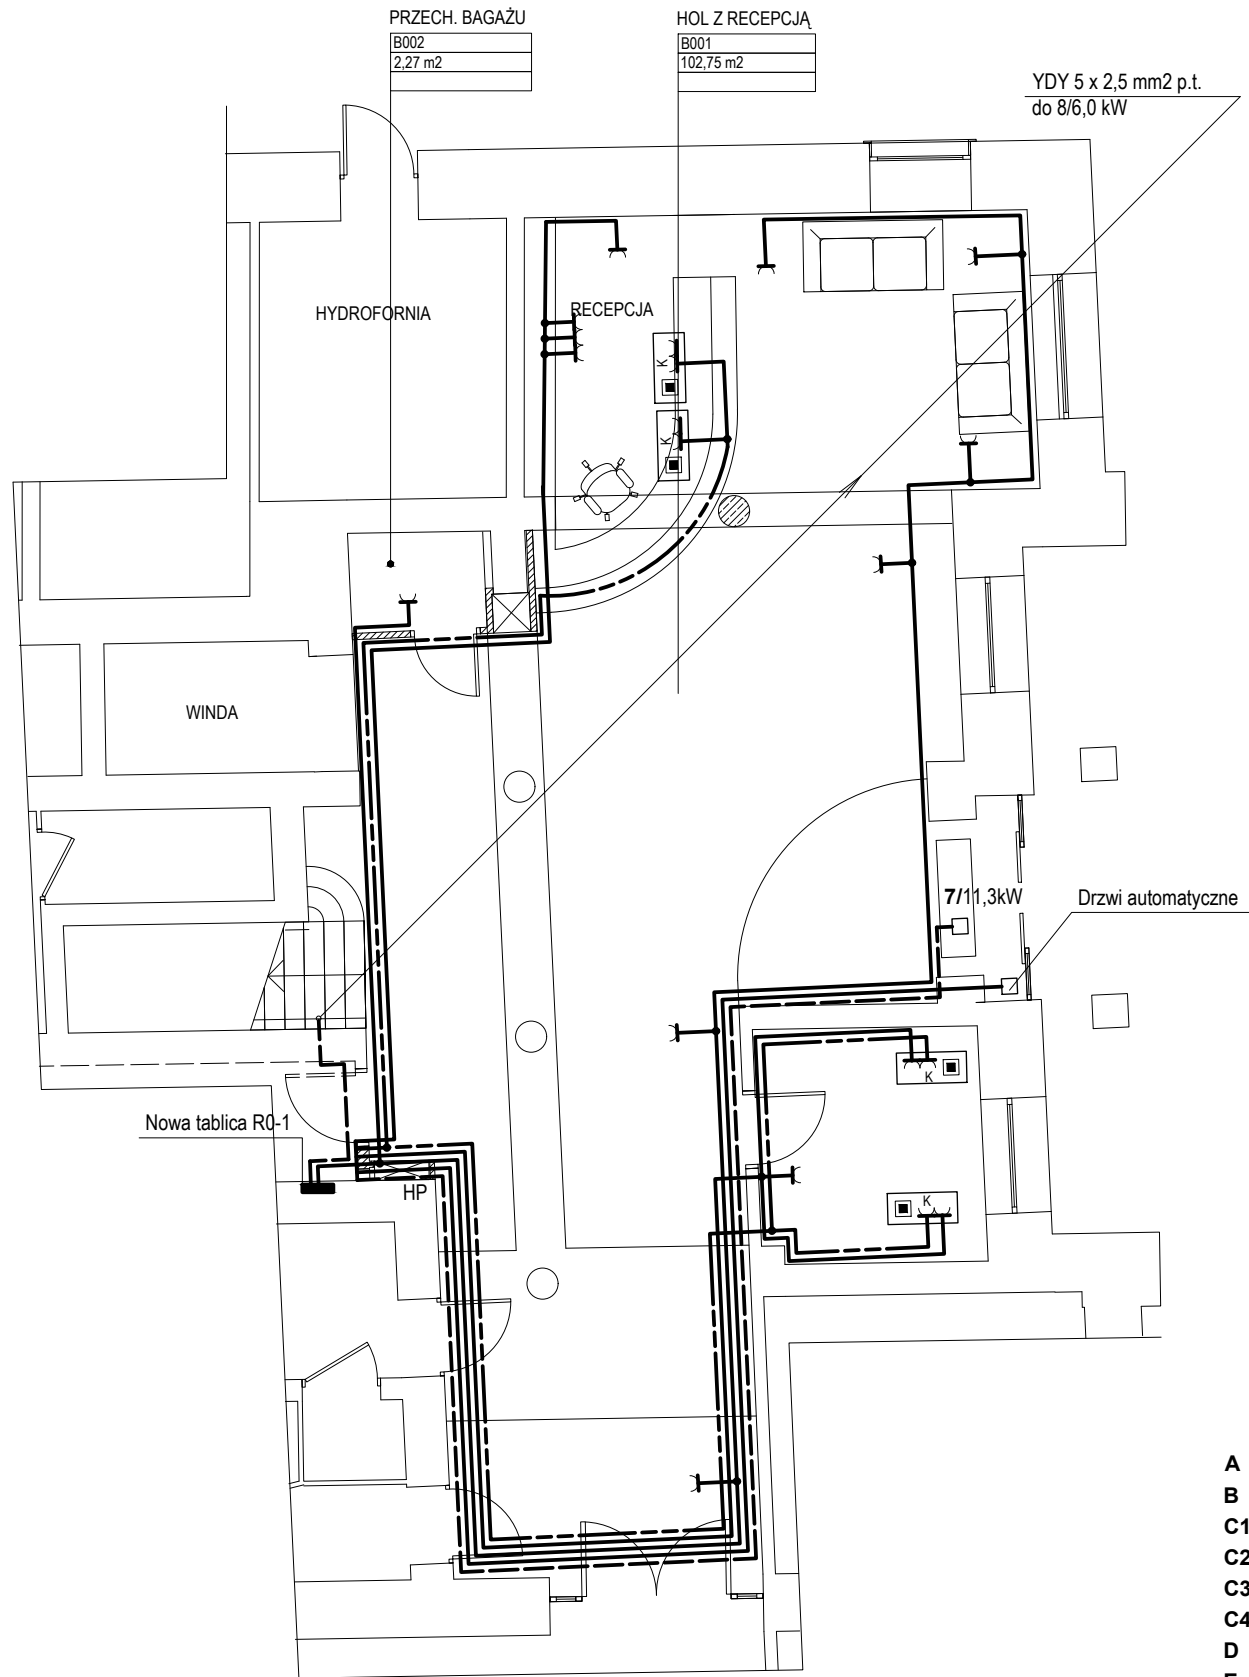 PRZECH. BAGAŻU
B002
2,27 m2
HOL Z RECEPCJĄ
B001
102,75 m2
YDY 5 x 2,5 mm2 p.t.
do 8/6,0 kW
HYDROFORNIA
RECEPCJA
K
K
WINDA
7/11,3kW
Drzwi automatyczne
K
Nowa tablica R0-1
HP
K
A
B
C1
C2
C3
C4
D